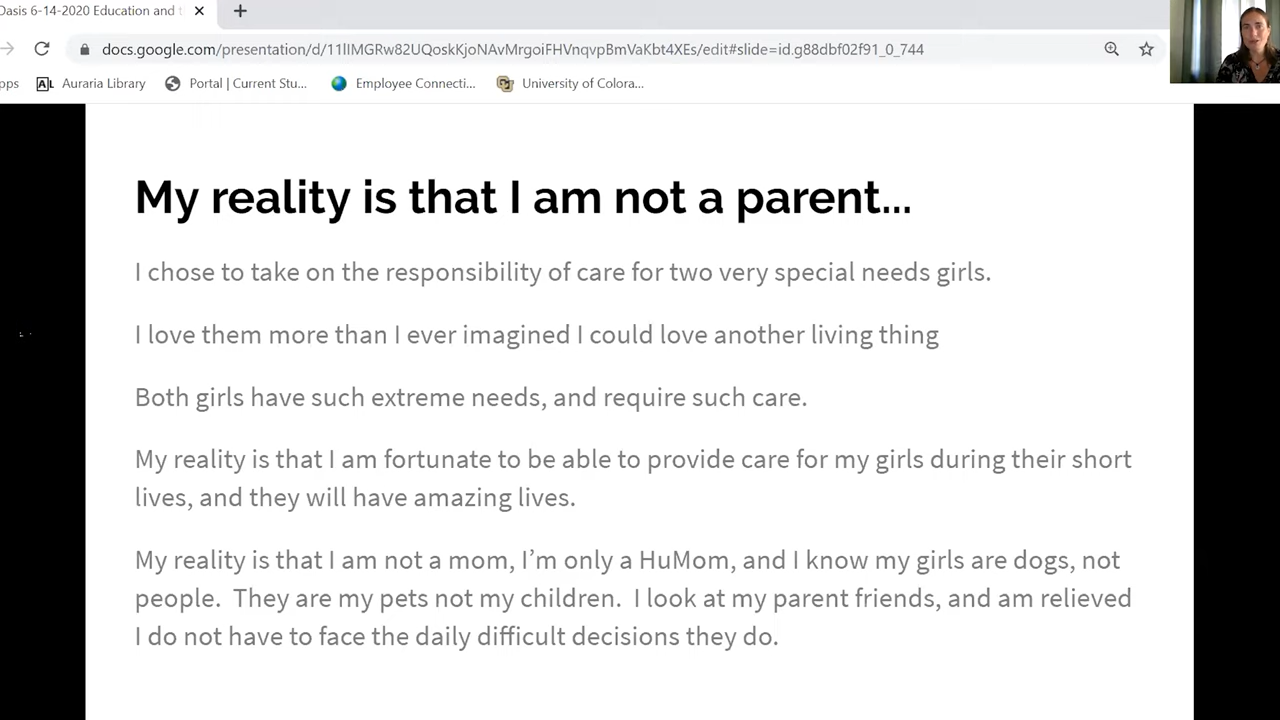 Oasis 6-14-2020 Education and t
docs.google.com/presentation/d/11lIMGRw82UQoskKjoNAvMrgoiFHVnqvpBmVaKbt4XEs/edit#slide=id.g88dbf02f91_0_744
pps Auraria Library Portal | Current Stu... Employee Connecti... University of Colora...
My reality is that I am not a parent...
I chose to take on the responsibility of care for two very special needs girls.
I love them more than I ever imagined I could love another living thing
Both girls have such extreme needs, and require such care.
My reality is that I am fortunate to be able to provide care for my girls during their short
lives, and they will have amazing lives.
My reality is that I am not a mom, I’m only a HuMom, and I know my girls are dogs, not
people.  They are my pets not my children.  I look at my parent friends, and am relieved
I do not have to face the daily difficult decisions they do.